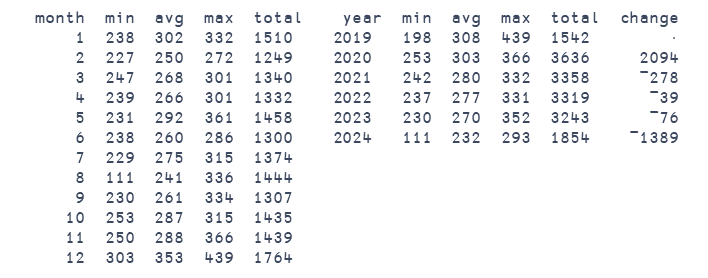 month  min  avg  max  total    year  min  avg  max  total  change
1  238  302  332  1510    2019  198  308  439  1542       .
2  227  250  272  1249    2020  253  303  366  3636    2094
3  247  268  301  1340    2021  242  280  332  3358    ¯278
4  239  266  301  1332    2022  237  277  331  3319     ¯39
5  231  292  361  1458    2023  230  270  352  3243     ¯76
6  238  260  286  1300    2024  111  232  293  1854   ¯1389
7  229  275  315  1374
8  111  241  336  1444
9  230  261  334  1307
10  253  287  315  1435
11  250  288  366  1439
12  303  353  439  1764